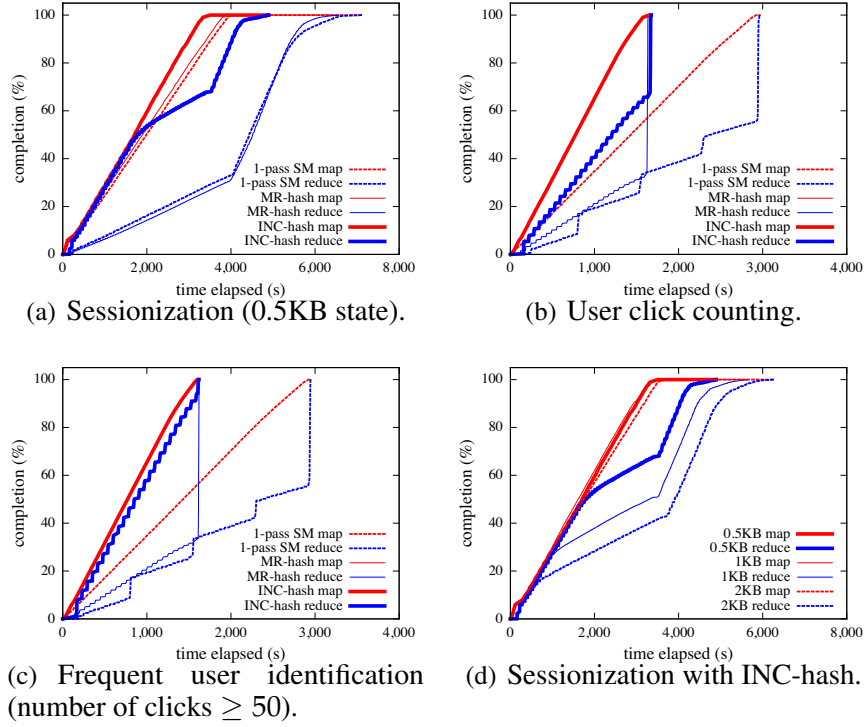 completion (%)
100
80
60
40
20
0
1-pass SM map
1-pass SM reduce
MR-hash map
MR-hash reduce
INC-hash map
INC-hash reduce
0 2,000 4,000 6,000 8,000
time elapsed (s)
(a) Sessionization (0.5KB state).
completion (%)
100
80
60
40
20
0
1-pass SM map
1-pass SM reduce
MR-hash map
MR-hash reduce
INC-hash map
INC-hash reduce
0 1,000 2,000 3,000 4,000
time elapsed (s)
(b) User click counting.
completion (%)
100
80
60
40
20
0
1-pass SM map
1-pass SM reduce
MR-hash map
MR-hash reduce
INC-hash map
INC-hash reduce
0 1,000 2,000 3,000 4,000
time elapsed (s)
(c) Frequent user identification
(number of clicks ≥ 50).
completion (%)
100
80
60
40
20
0
0.5KB map
0.5KB reduce
1KB map
1KB reduce
2KB map
2KB reduce
0 2,000 4,000 6,000 8,000
time elapsed (s)
(d) Sessionization with INC-hash.